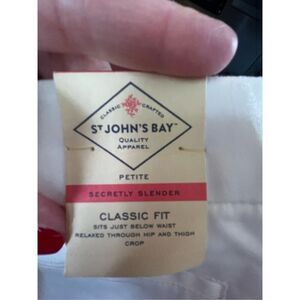 CLASSIC CRAFTED
ST JOHN'S BAY™
QUALITY
APPAREL
PETITE
SECRETLY SLENDER
CLASSIC FIT
SITS JUST BELOW WAIST
RELAXED THROUGH HIP AND THIGH
CROP